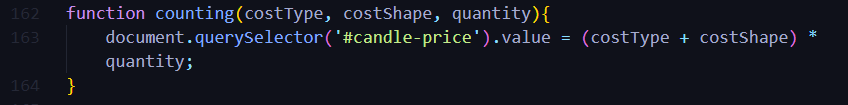 162 function counting(costType, costShape, quantity){
163 document.querySelector('#candle-price').value = (costType + costShape) *
quantity;
164 }